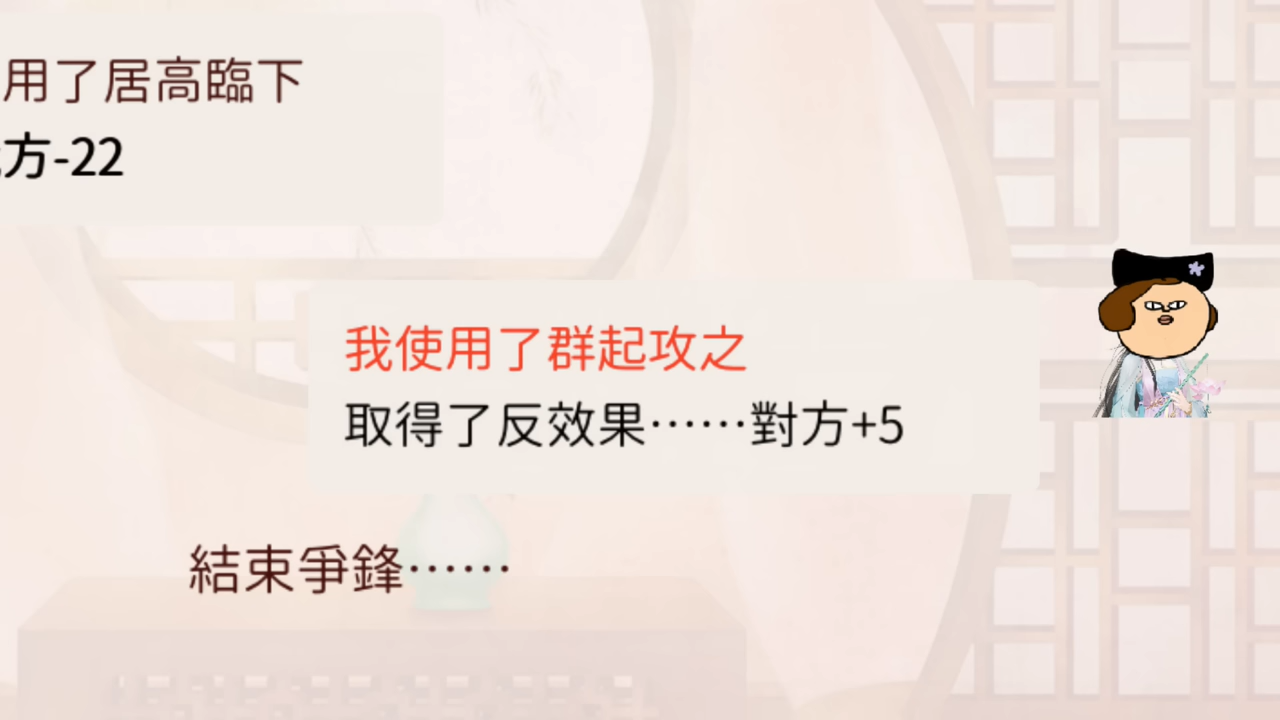 用了居高臨下
方-22
我使用了群起攻之
取得了反效果……對方+5
結束爭鋒……